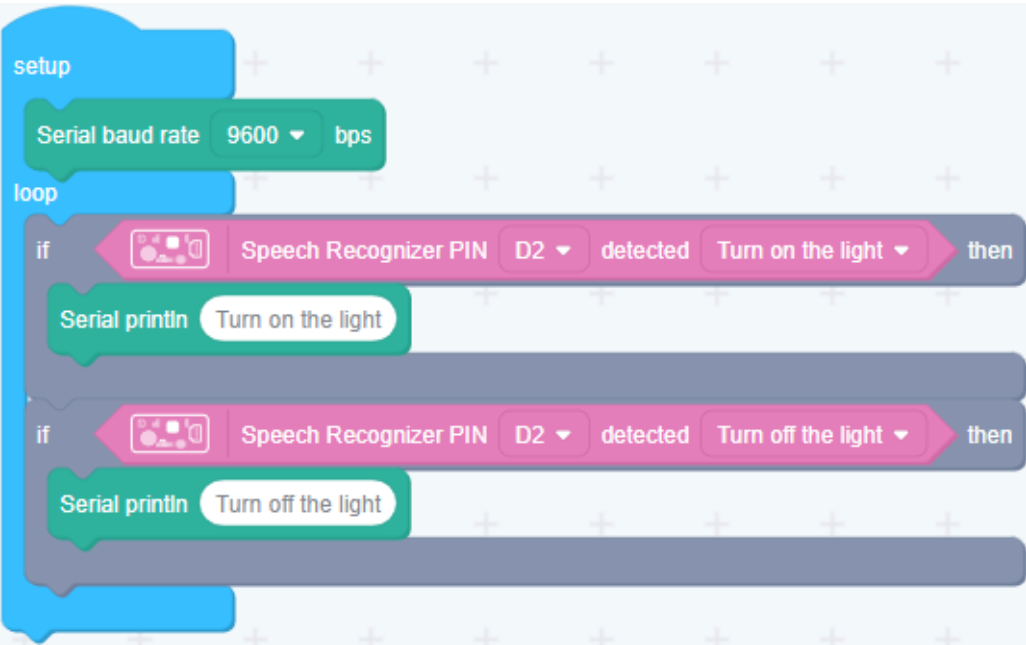 setup
Serial baud rate 9600 bps
loop
if Speech Recognizer PIN D2 detected Turn on the light then
Serial println Turn on the light
if Speech Recognizer PIN D2 detected Turn off the light then
Serial println Turn off the light